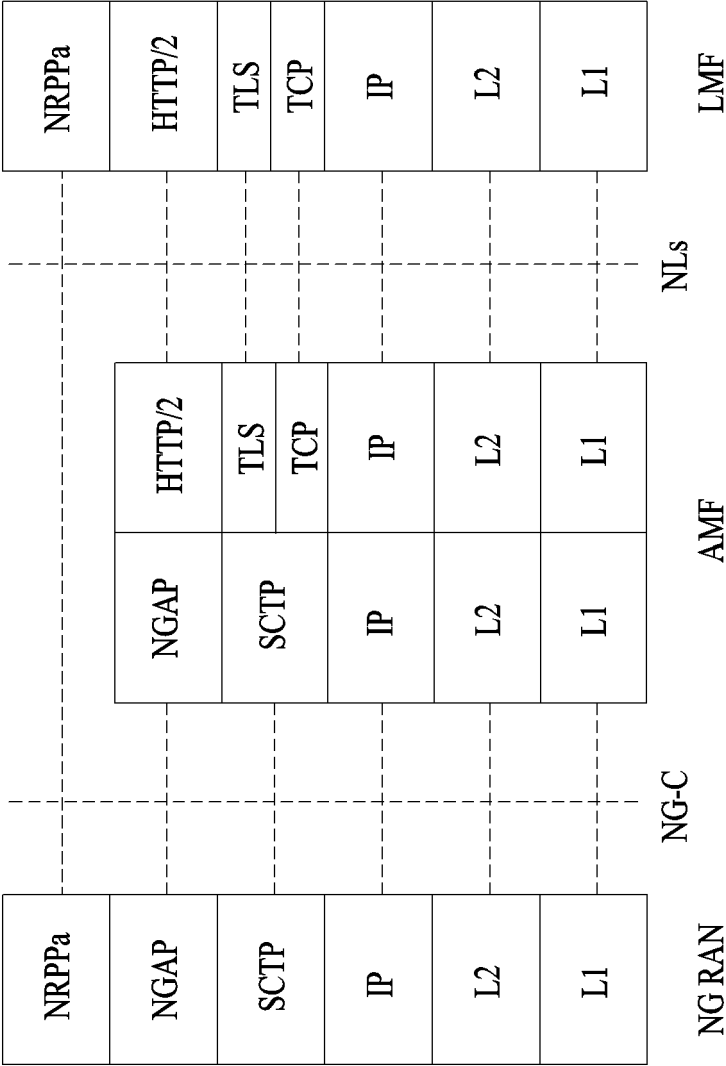 NRPPa
NRPPa
NGAP
NGAP
HTTP/2
HTTP/2
SCTP
SCTP
TLS
TLS
TCP
TCP
IP
IP
IP
IP
L2
L2
L2
L2
L1
L1
L1
L1
NG-C
NLs
NG RAN
AMF
LMF